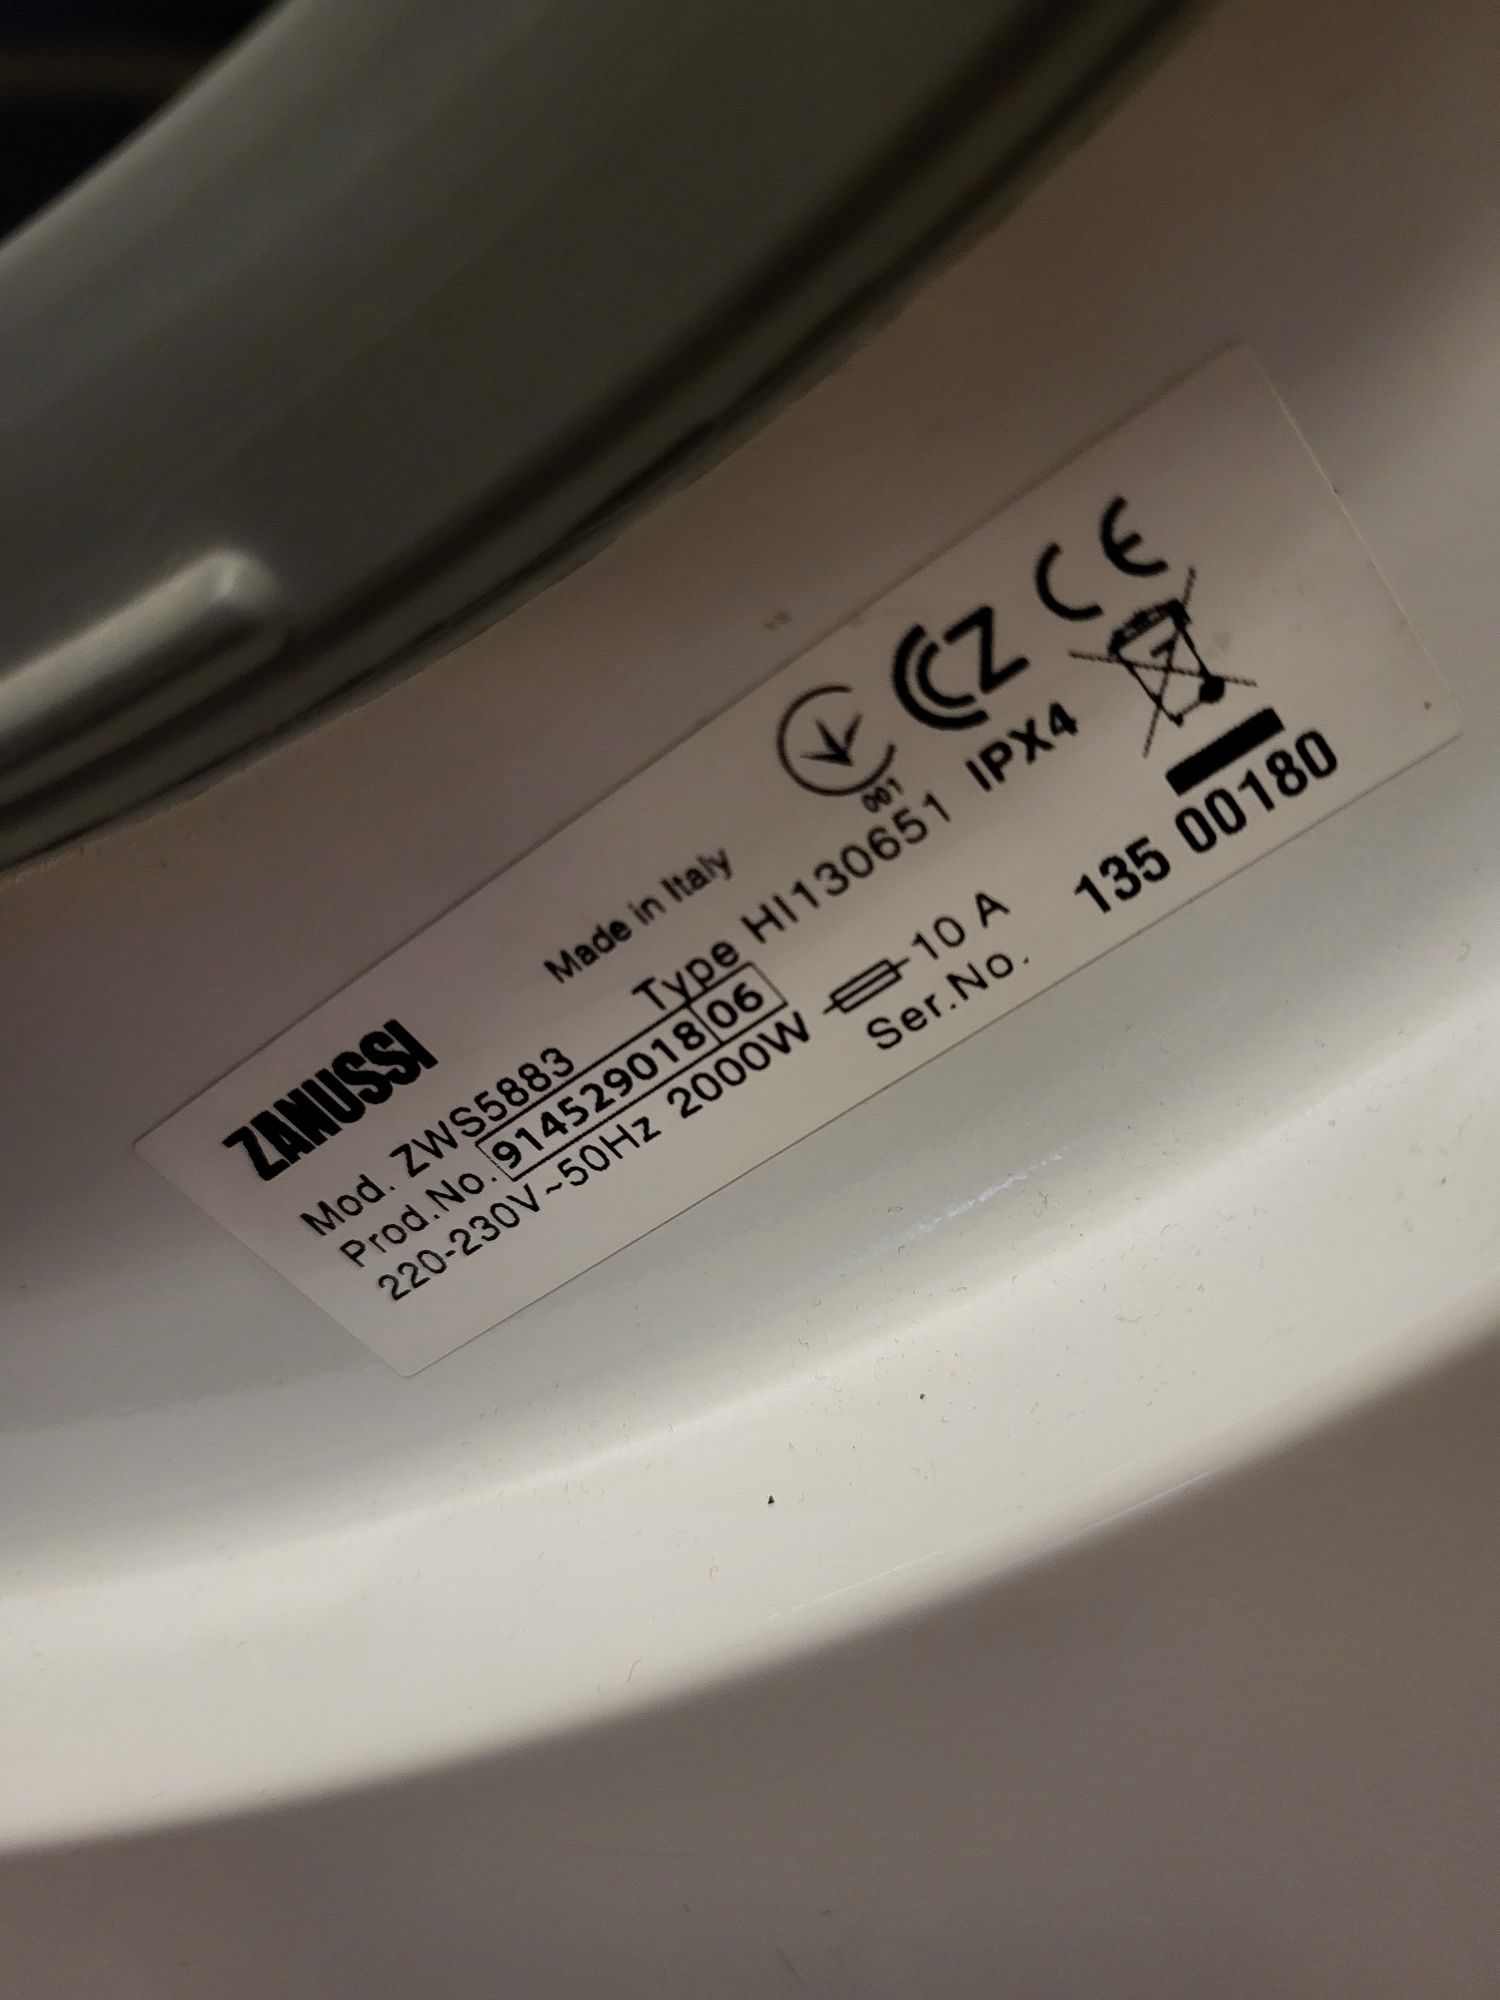 ZANUSSI
Made in Italy
001
Mod. ZWS5883
Type HI130651 IPX4
Prod.No. 914529018 06
220-230V~50Hz 2000W 10 A
Ser.No. 135 00180